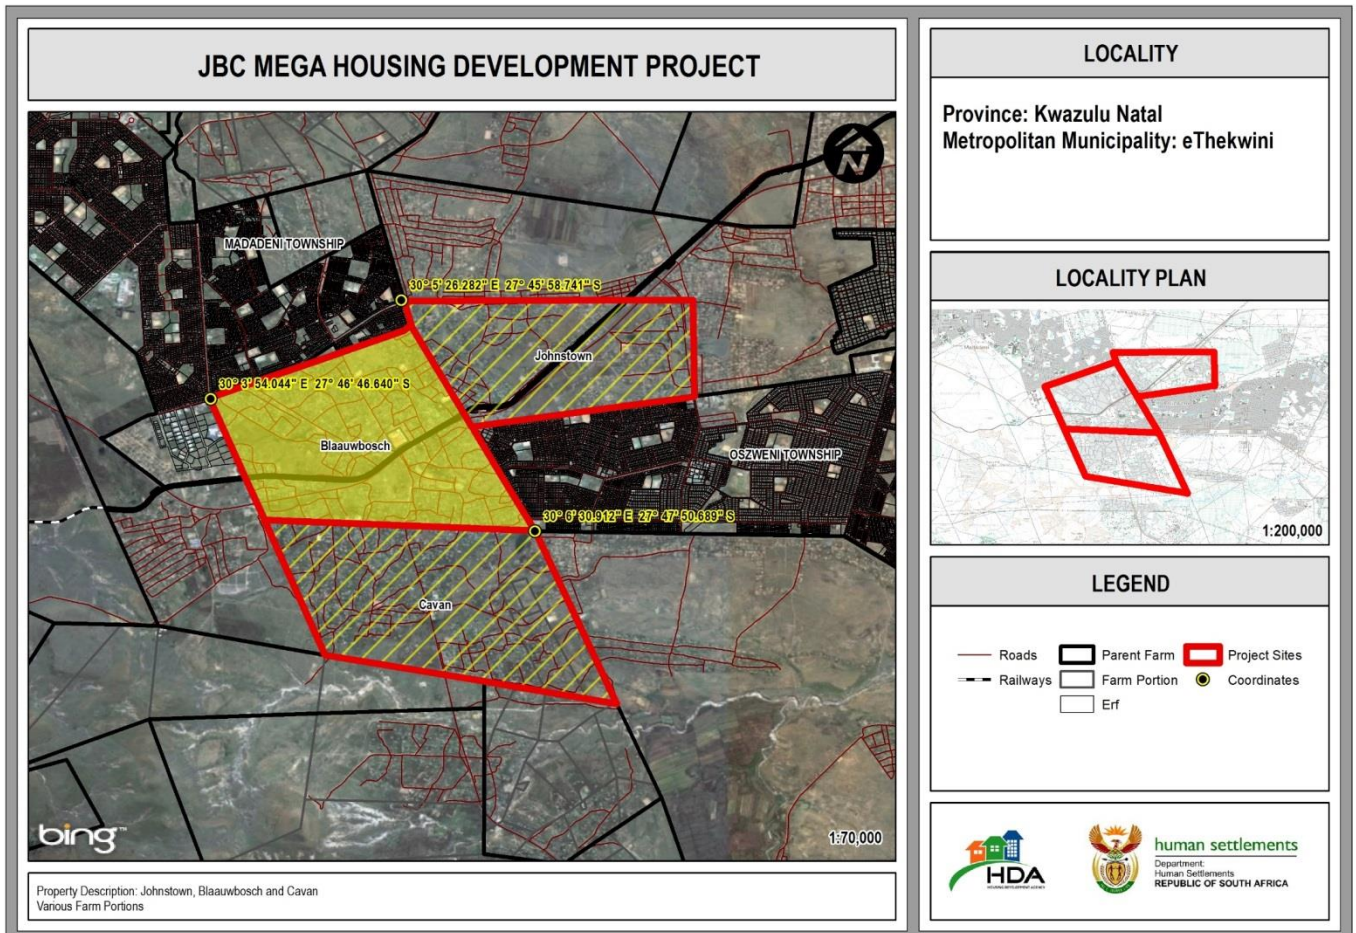 JBC MEGA HOUSING DEVELOPMENT PROJECT
MADADENI TOWNSHIP
30° 5' 26.282" E 27° 45' 58.741" S
Johnstown
30° 3' 54.044" E 27° 46' 46.640" S
Blaauwbosch
OSZWENI TOWNSHIP
30° 6' 30.912" E 27° 47' 50.689" S
Cavan
N
bing™
1:70,000
Property Description: Johnstown, Blaauwbosch and Cavan
Various Farm Portions
LOCALITY
Province: Kwazulu Natal
Metropolitan Municipality: eThekwini
LOCALITY PLAN
1:200,000
LEGEND
Roads
Parent Farm
Project Sites
Railways
Farm Portion
Coordinates
Erf
HDA
human settlements
Department:
Human Settlements
REPUBLIC OF SOUTH AFRICA